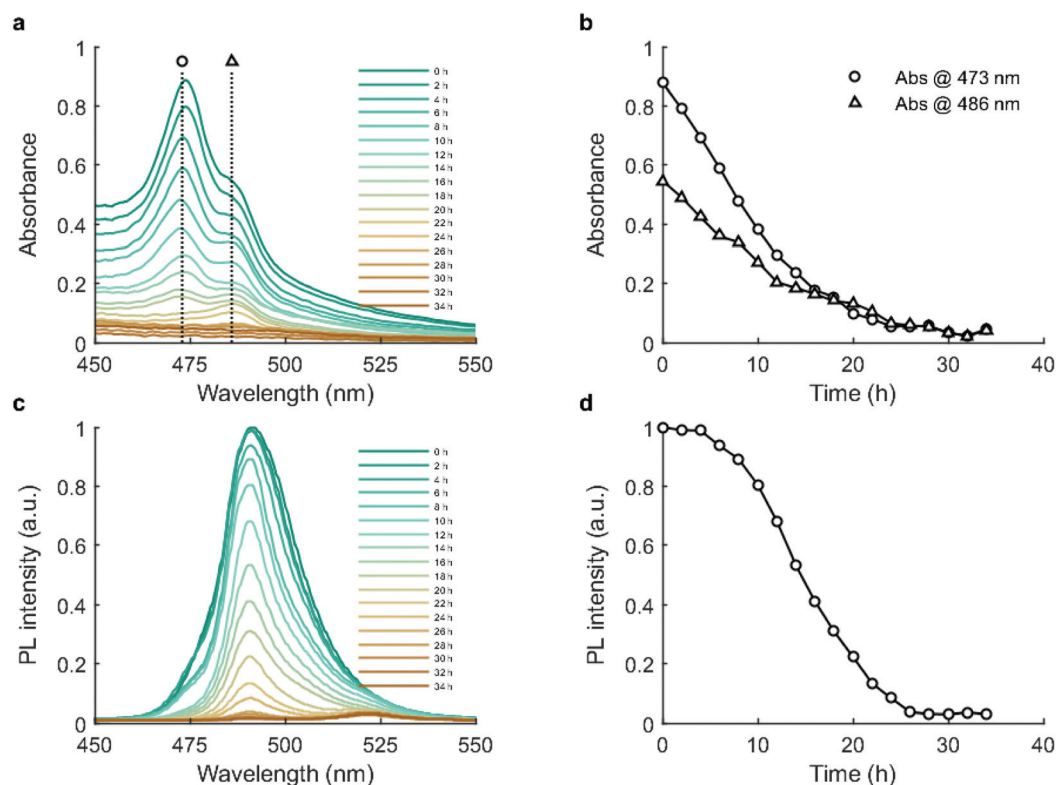 a
1
0.8
0.6
0.4
0.2
0
Absorbance
450
475
500
525
550
Wavelength (nm)
0 h
2 h
4 h
6 h
8 h
10 h
12 h
14 h
16 h
18 h
20 h
22 h
24 h
26 h
28 h
30 h
32 h
34 h
b
1
0.8
0.6
0.4
0.2
0
Absorbance
Abs @ 473 nm
Abs @ 486 nm
0
10
20
30
40
Time (h)
c
1
0.8
0.6
0.4
0.2
0
PL intensity (a.u.)
450
475
500
525
550
Wavelength (nm)
0 h
2 h
4 h
6 h
8 h
10 h
12 h
14 h
16 h
18 h
20 h
22 h
24 h
26 h
28 h
30 h
32 h
34 h
d
1
0.8
0.6
0.4
0.2
0
PL intensity (a.u.)
0
10
20
30
40
Time (h)